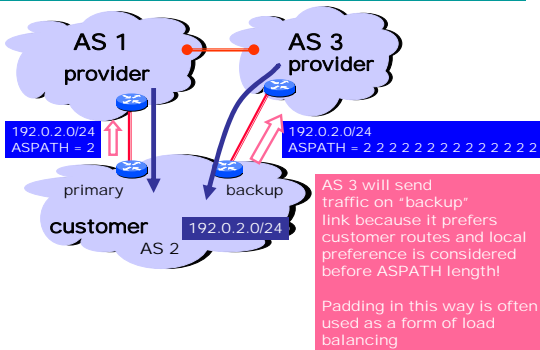 AS 1
provider
AS 3
provider
192.0.2.0/24
ASPATH = 2
192.0.2.0/24
ASPATH = 2 2 2 2 2 2 2 2 2 2 2 2 2 2
primary
backup
customer
192.0.2.0/24
AS 2
AS 3 will send
traffic on “backup”
link because it prefers
customer routes and local
preference is considered
before ASPATH length!
Padding in this way is often
used as a form of load
balancing